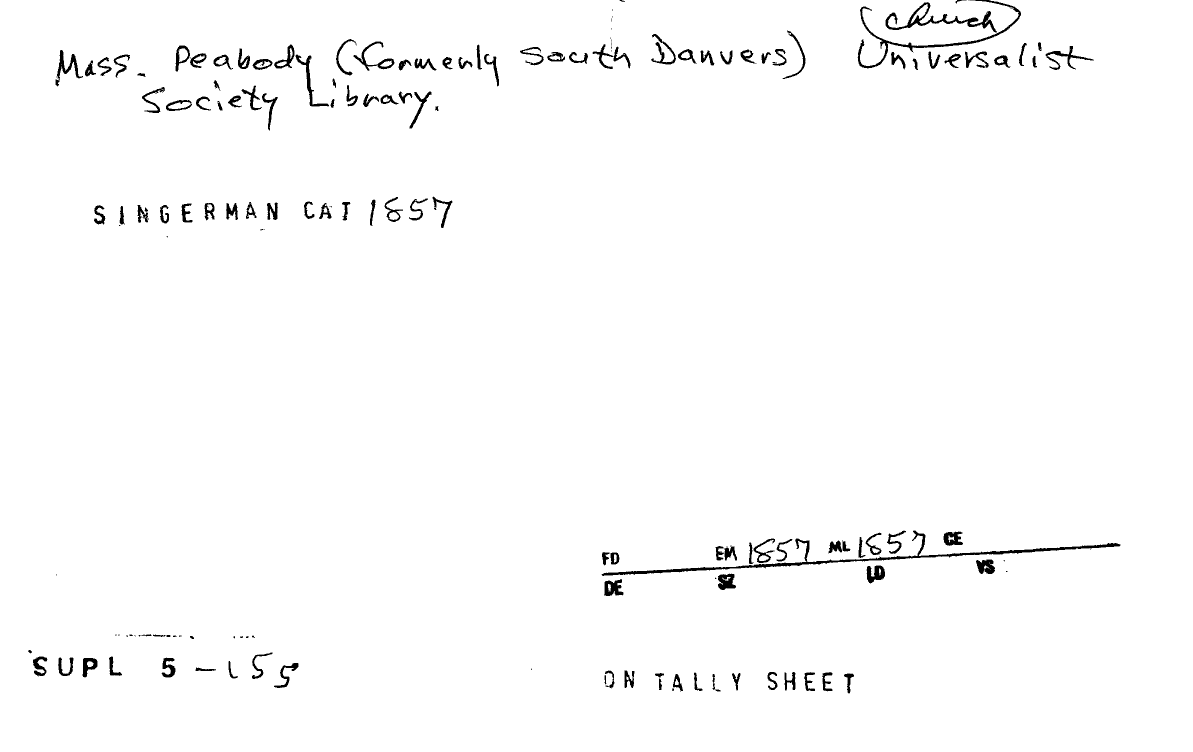 church
Mass. Peabody (formerly South Danvers) Universalist
Society Library.
SINGERMAN CAT 1857
FD EM 1857 ML 1857 CE
DE SZ LD VS
SUPL 5-155
ON TALLY SHEET